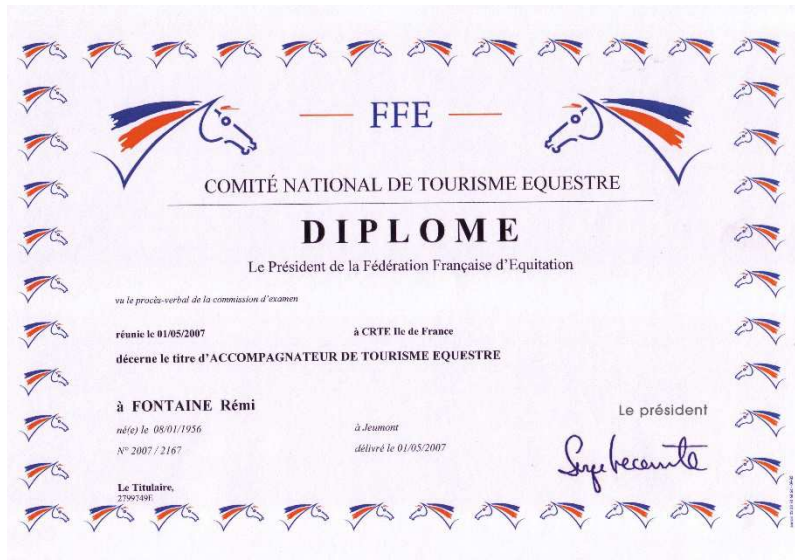 FFE
COMITÉ NATIONAL DE TOURISME EQUESTRE
DIPLOME
Le Président de la Fédération Française d'Equitation
vu le procès-verbal de la commission d'examen
réunie le 01/05/2007 à CRTE Ile de France
décerne le titre d'ACCOMPAGNATEUR DE TOURISME EQUESTRE
à FONTAINE Rémi
né(e) le 08/01/1956 à Jeumont
N° 2007 / 2167 délivré le 01/05/2007
Le président
Serge Lecomte
Le Titulaire,
2799749E